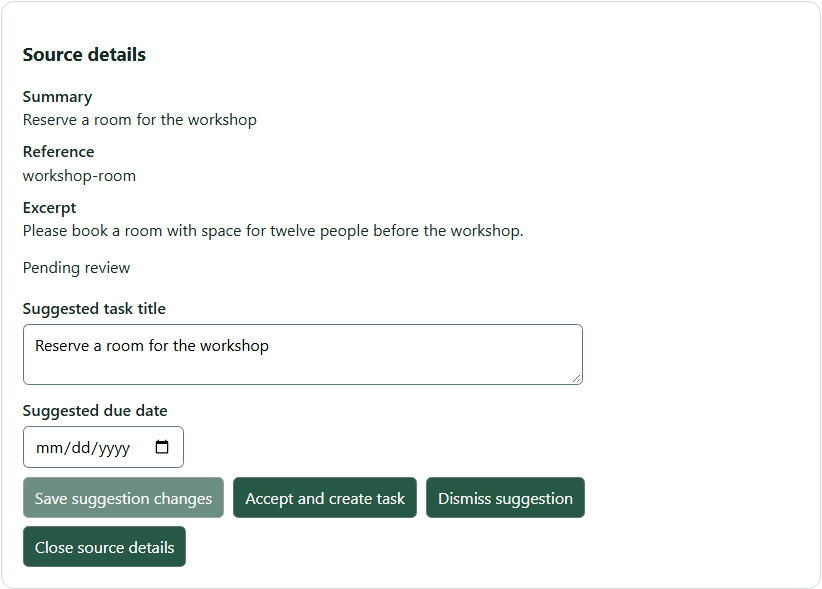 Source details
Summary
Reserve a room for the workshop
Reference
workshop-room
Excerpt
Please book a room with space for twelve people before the workshop.
Pending review
Suggested task title
Reserve a room for the workshop
Suggested due date
mm/dd/yyyy
Save suggestion changes Accept and create task Dismiss suggestion
Close source details